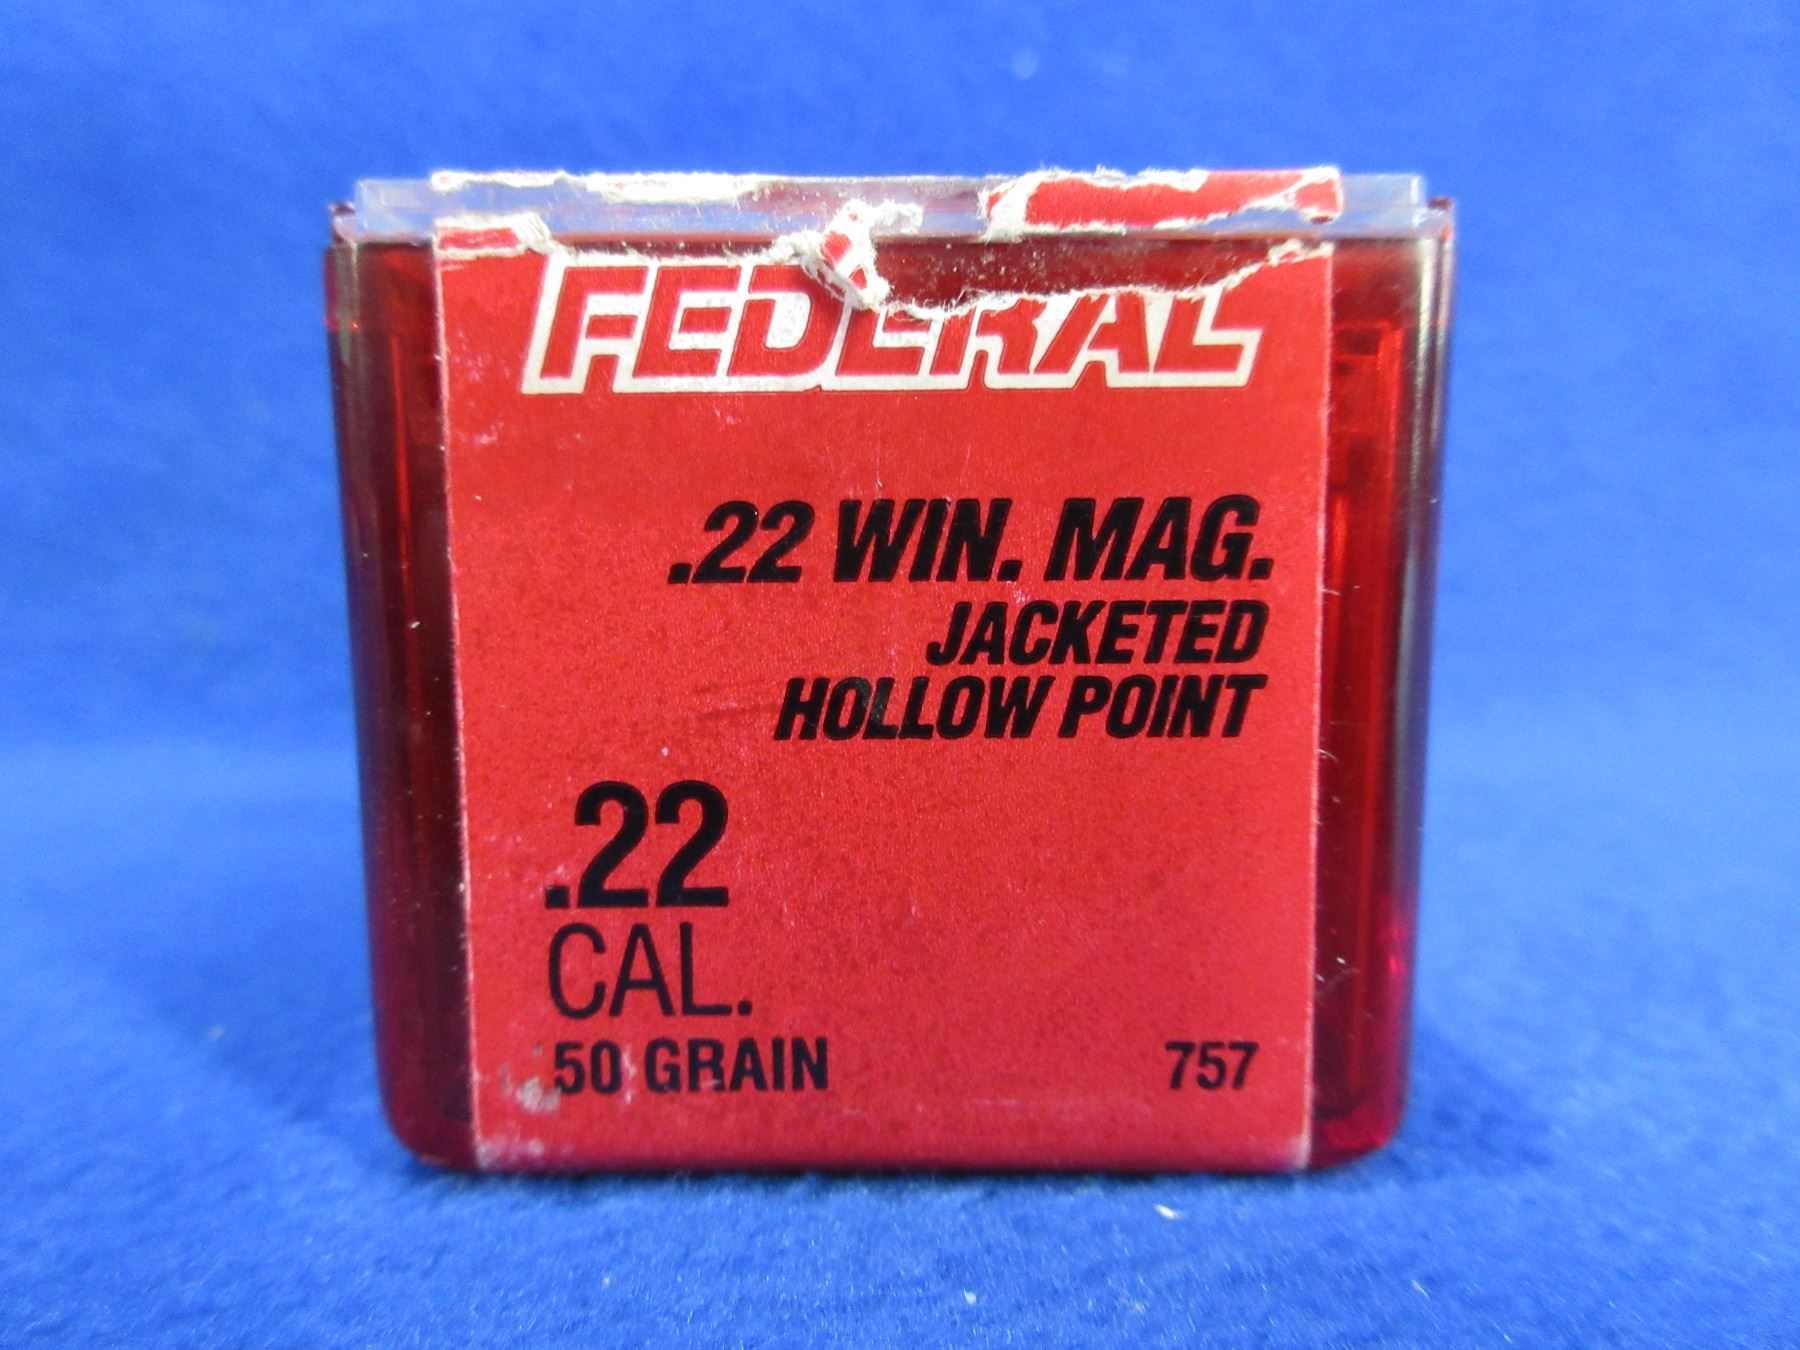 FEDERAL
.22 WIN. MAG.
JACKETED
HOLLOW POINT
.22
CAL.
50 GRAIN 757